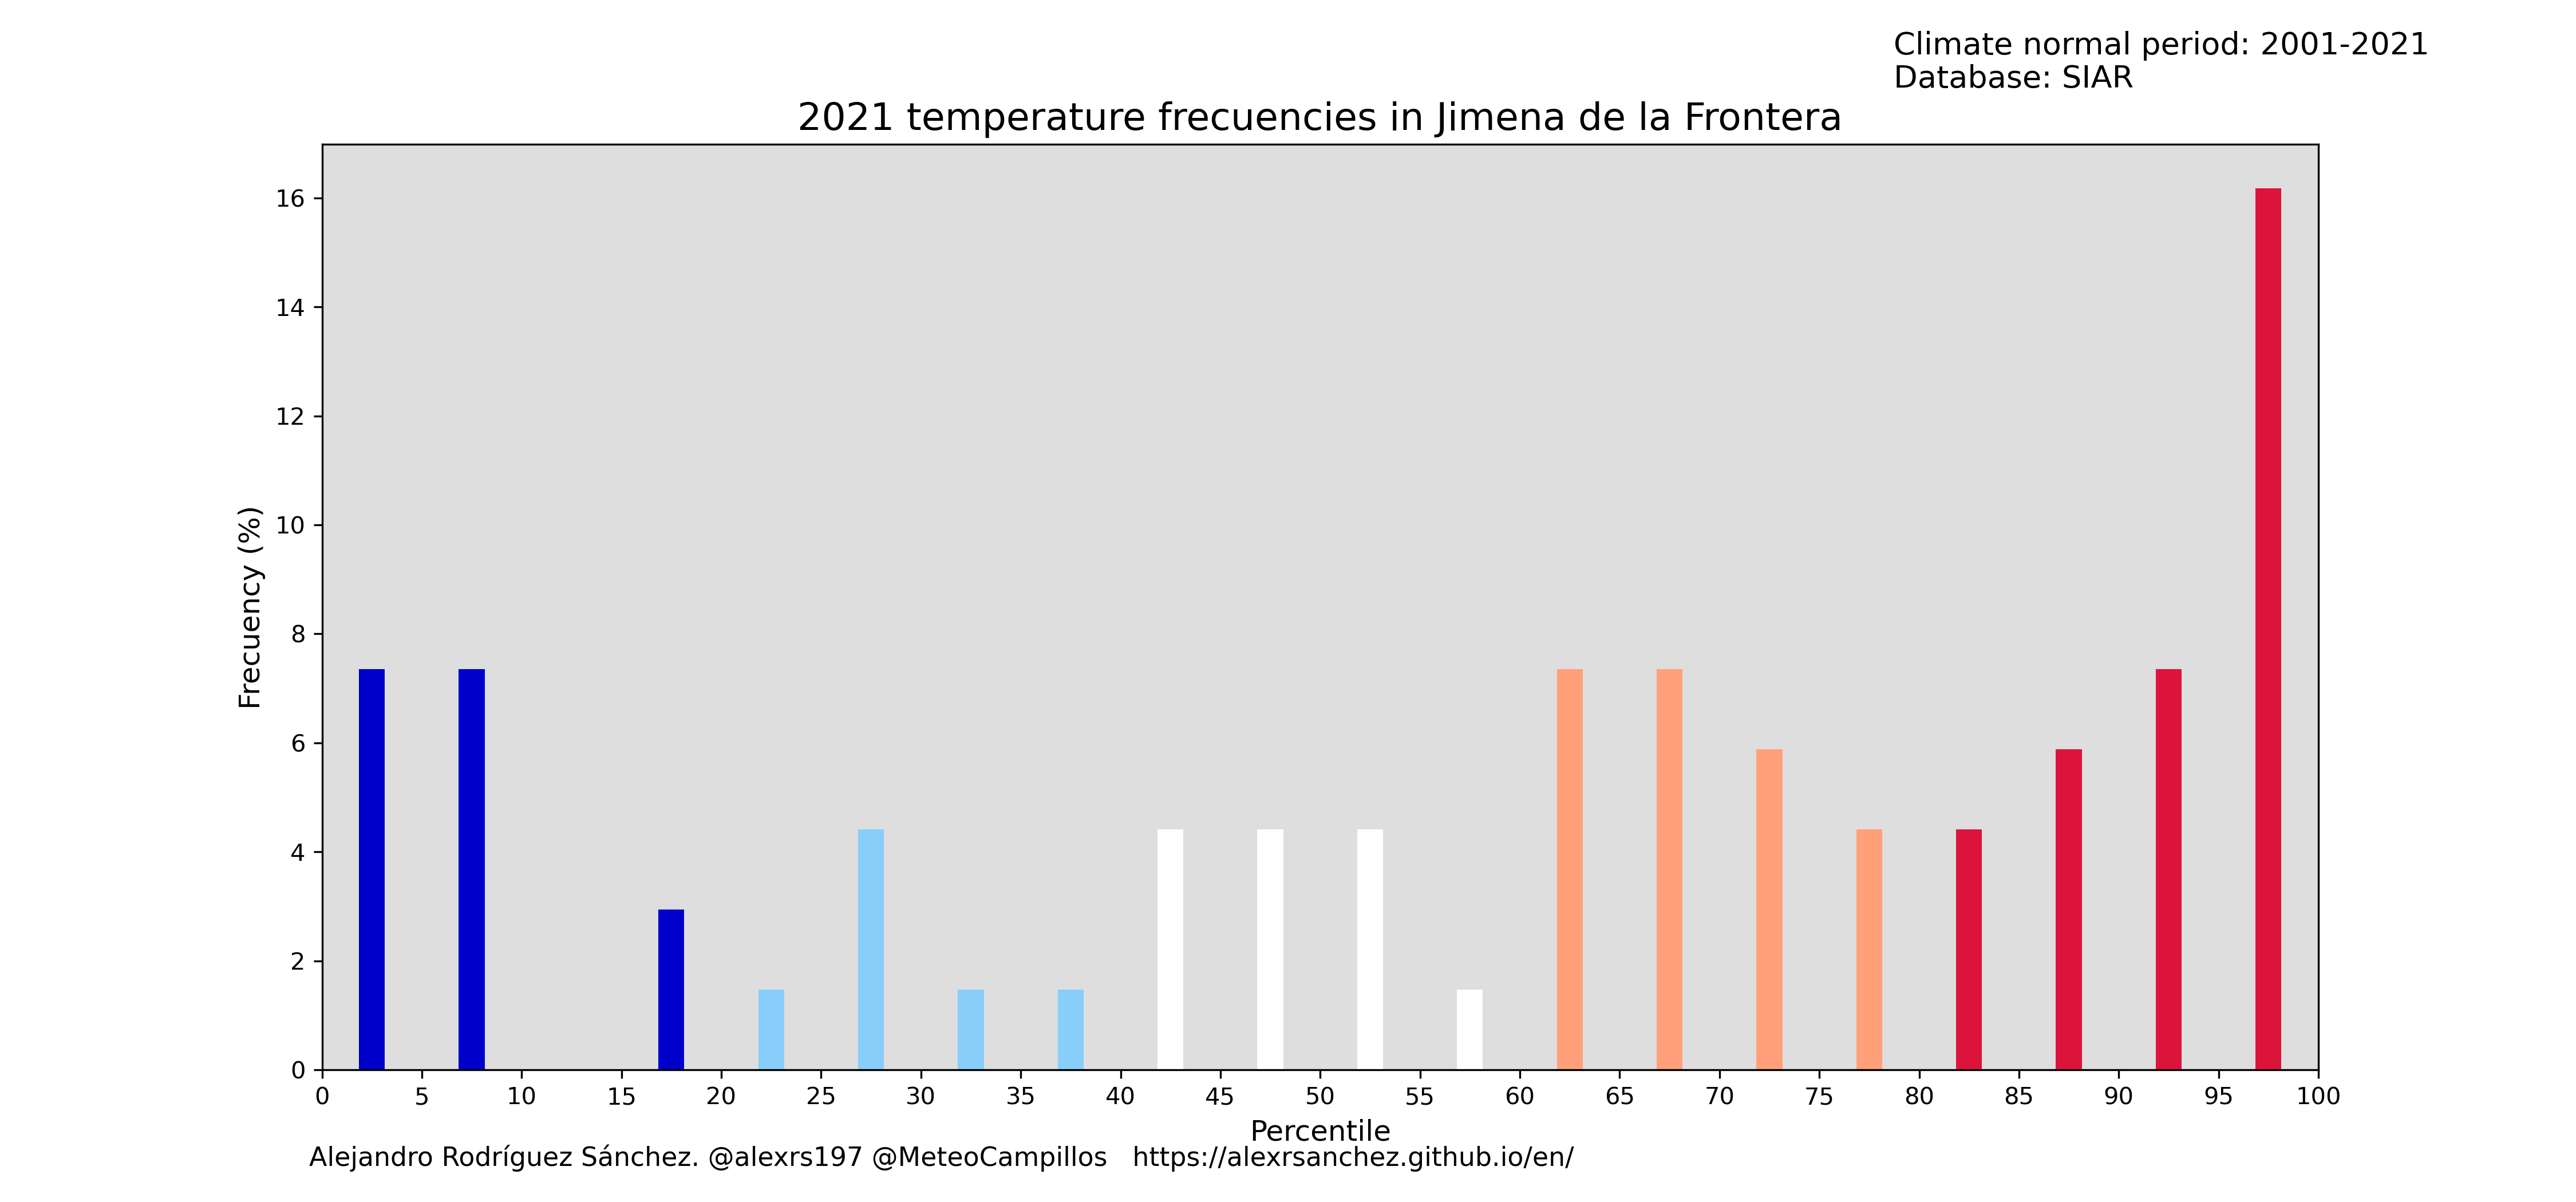 Climate normal period: 2001-2021
Database: SIAR
2021 temperature frecuencies in Jimena de la Frontera
16
14
12
10
8
6
4
2
0
Frecuency (%)
0 5 10 15 20 25 30 35 40 45 50 55 60 65 70 75 80 85 90 95 100
Percentile
Alejandro Rodríguez Sánchez. @alexrs197 @MeteoCampillos https://alexrsanchez.github.io/en/